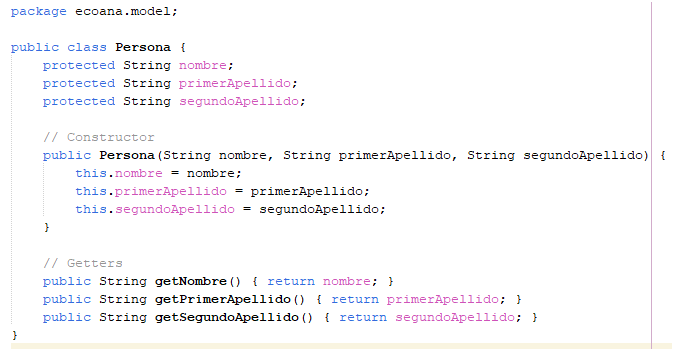 package ecoana.model;
public class Persona {
protected String nombre;
protected String primerApellido;
protected String segundoApellido;
// Constructor
public Persona(String nombre, String primerApellido, String segundoApellido) {
this.nombre = nombre;
this.primerApellido = primerApellido;
this.segundoApellido = segundoApellido;
}
// Getters
public String getNombre() { return nombre; }
public String getPrimerApellido() { return primerApellido; }
public String getSegundoApellido() { return segundoApellido; }
}